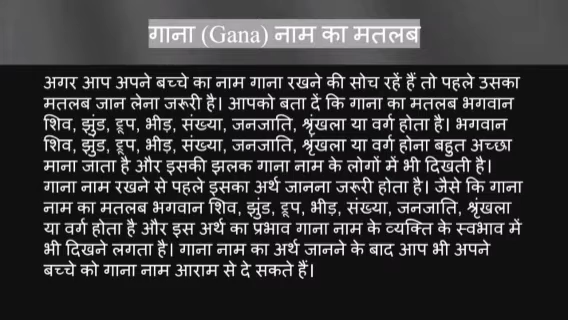 गाना (Gana) नाम का मतलब
अगर आप अपने बच्चे का नाम गाना रखने की सोच रहें हैं तो पहले उसका
मतलब जान लेना जरूरी है। आपको बता दें कि गाना का मतलब भगवान
शिव, झुंड, ट्रूप, भीड़, संख्या, जनजाति, श्रृंखला या वर्ग होता है। भगवान
शिव, झुंड, ट्रूप, भीड़, संख्या, जनजाति, श्रृंखला या वर्ग होना बहुत अच्छा
माना जाता है और इसकी झलक गाना नाम के लोगों में भी दिखती है।
गाना नाम रखने से पहले इसका अर्थ जानना जरूरी होता है। जैसे कि गाना
नाम का मतलब भगवान शिव, झुंड, ट्रूप, भीड़, संख्या, जनजाति, श्रृंखला
या वर्ग होता है और इस अर्थ का प्रभाव गाना नाम के व्यक्ति के स्वभाव में
भी दिखने लगता है। गाना नाम का अर्थ जानने के बाद आप भी अपने
बच्चे को गाना नाम आराम से दे सकते हैं।